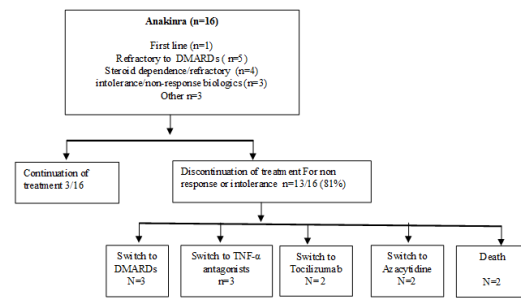 Anakinra (n=16)
First line (n=1)
Refractory to DMARDs ( n=5 )
Steroid dependence/refractory (n=4)
intolerance/non-response biologics (n=3)
Other n=3
Continuation of
treatment 3/16
Discontinuation of treatment For non
response or intolerance n=13/16 (81%)
Switch to
DMARDs
N=3
Switch to TNF-α
antagonists
n=3
Switch to
Tocilizumab
N=2
Switch to
Azacytidine
N=2
Death
N=2